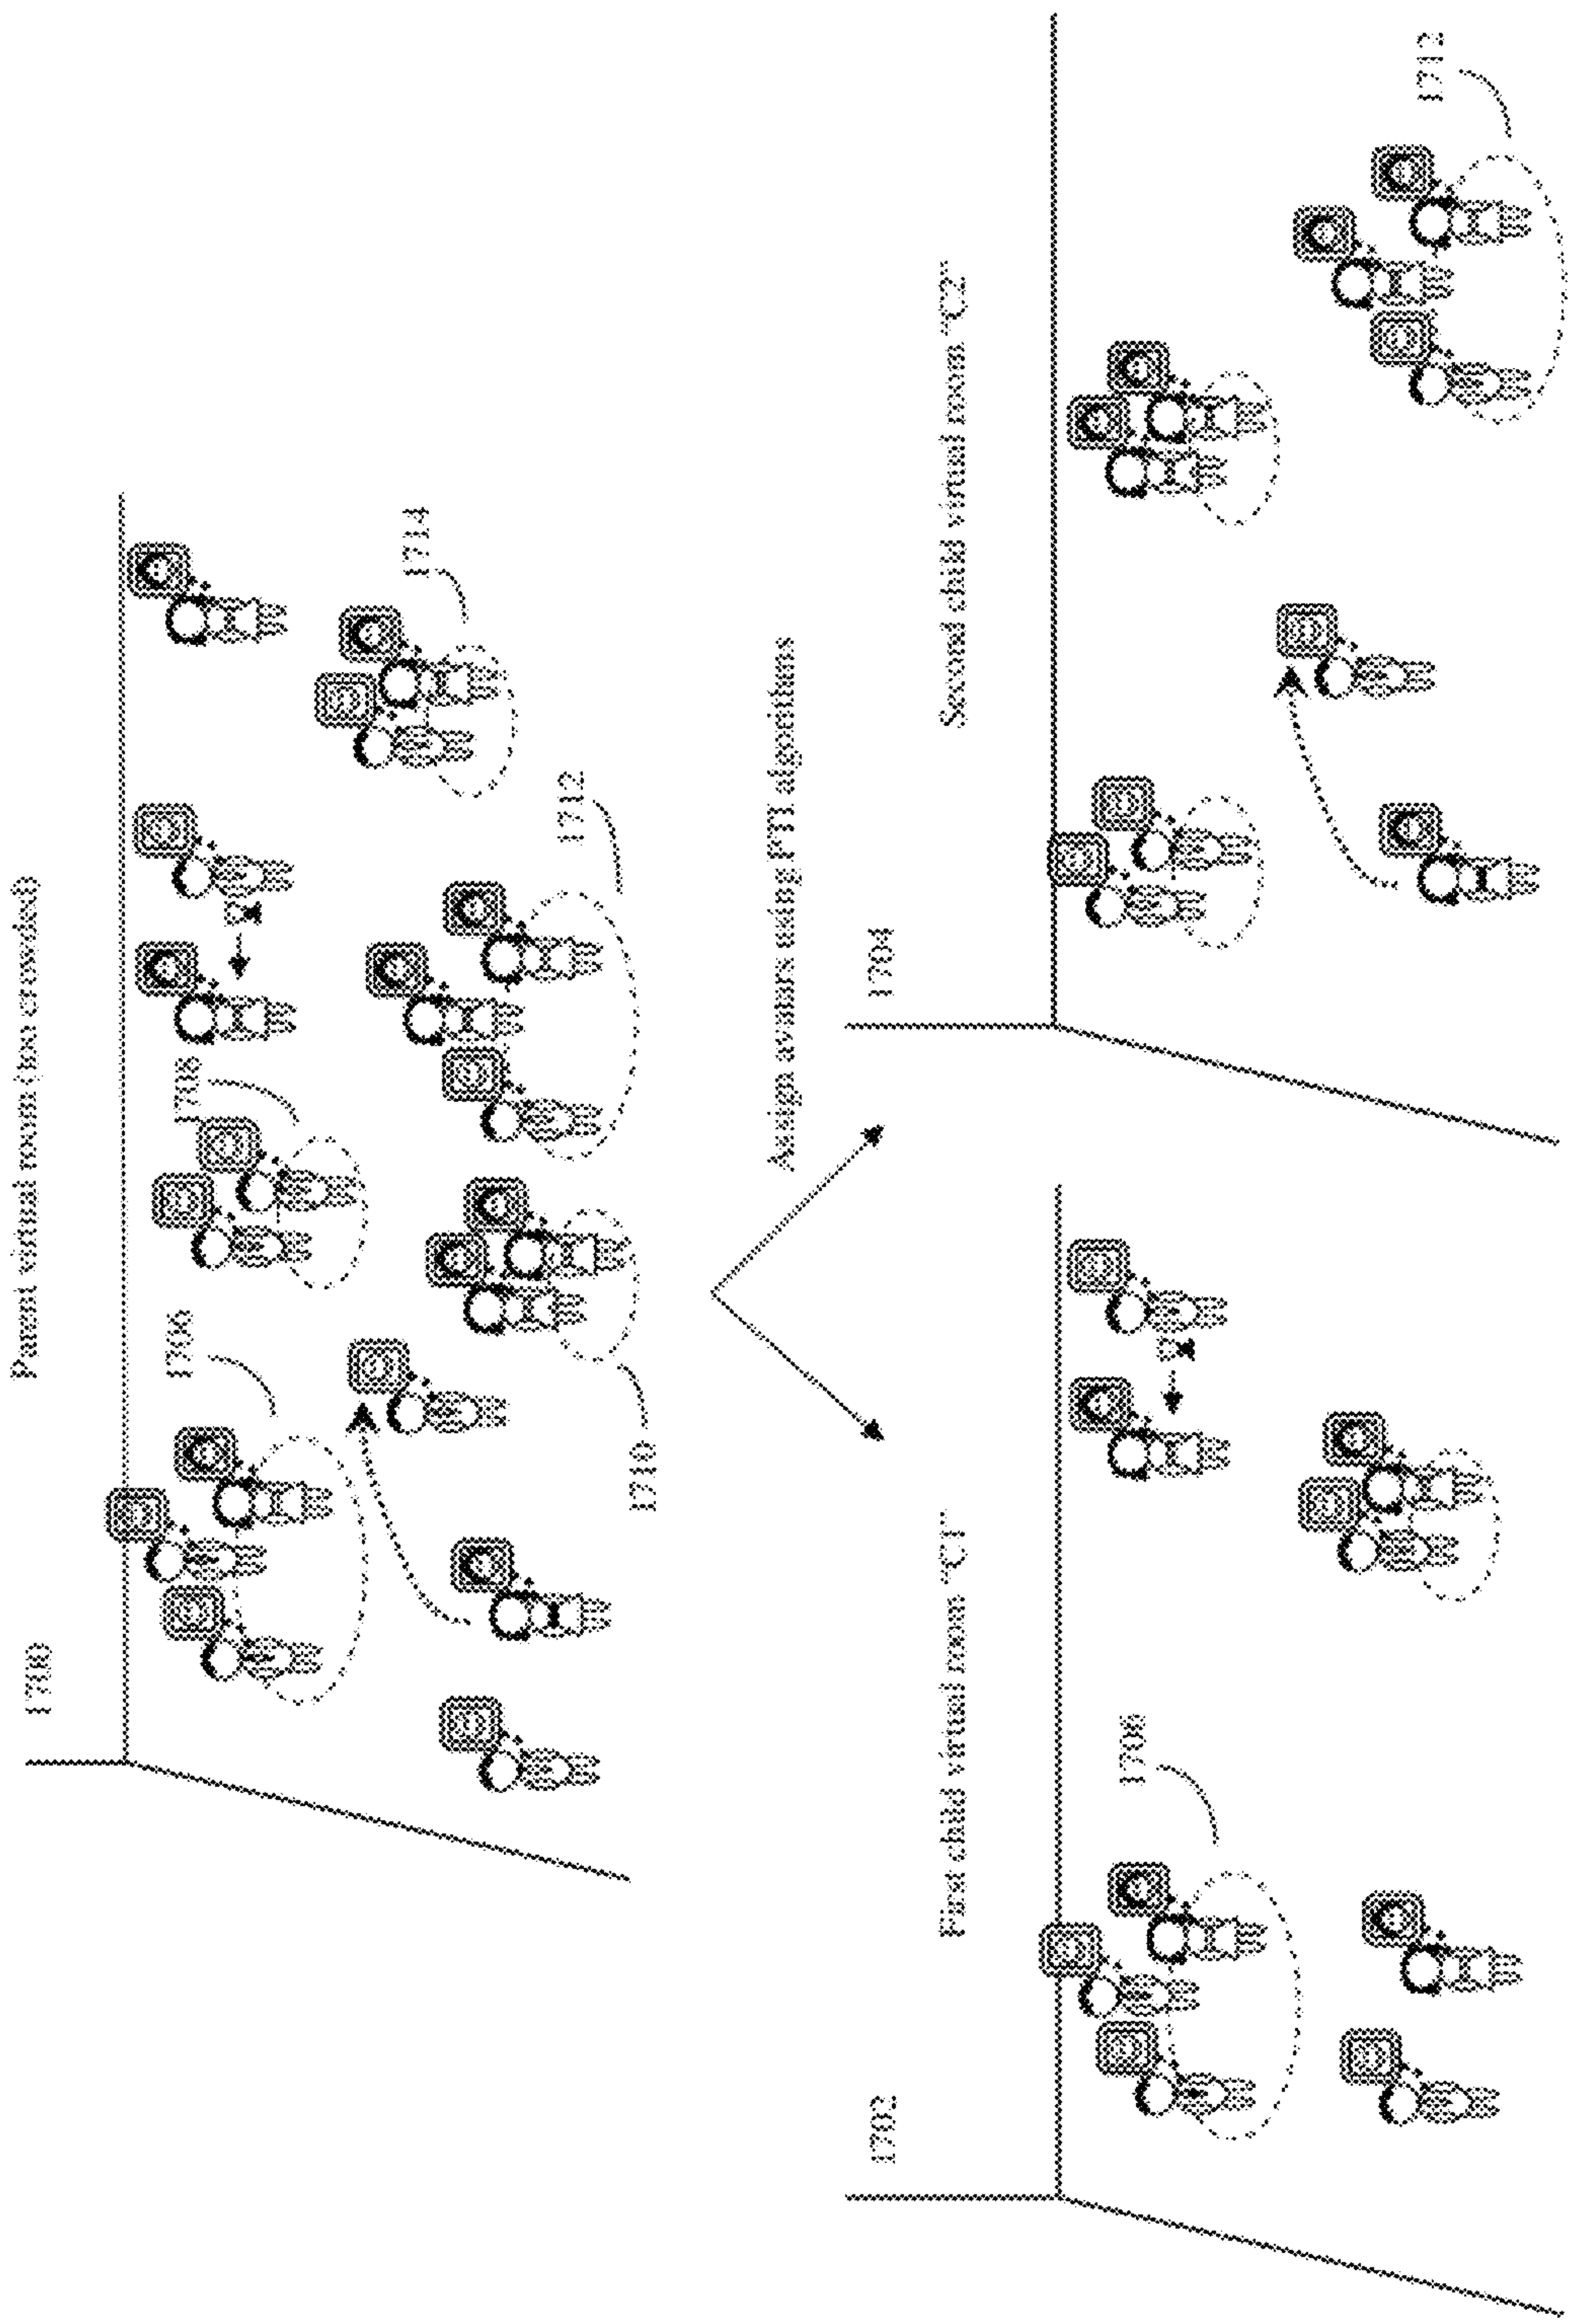 Parent virtual room (too crowded)
1700
1706
1708
1714
1712
1710
Assign avatars using PTI algorithms
First child virtual room "C1"
1702
1706
Second child virtual room "C2"
1704
1712